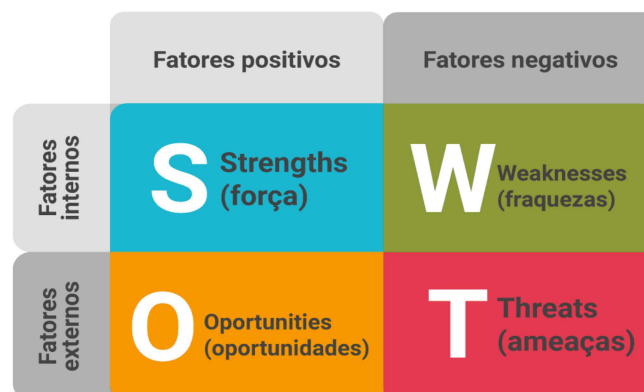 Fatores positivos
Fatores negativos
Fatores
internos
S
Strengths
(força)
W
Weaknesses
(fraquezas)
Fatores
externos
O
Oportunities
(oportunidades)
T
Threats
(ameaças)